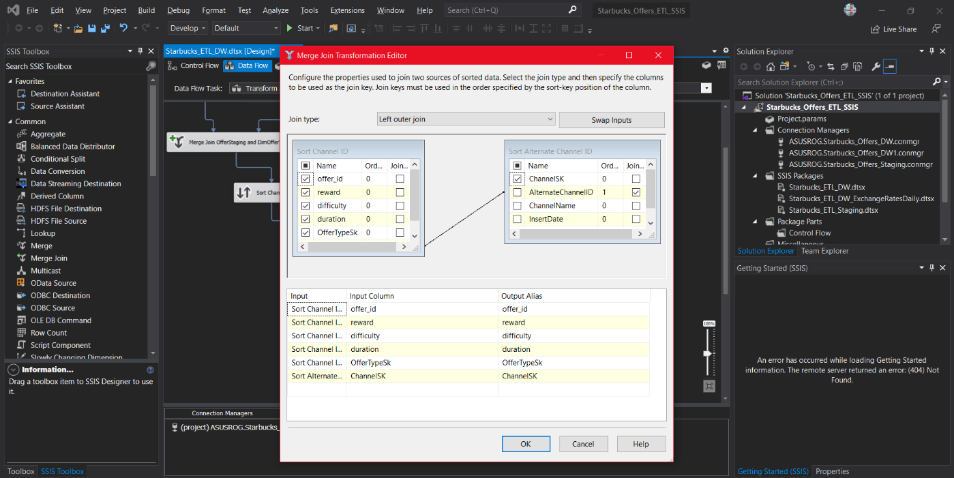 File Edit View Project Build Debug Format Test Analyze Tools Extensions Window Help Search (Ctrl+Q) Starbucks_Offers_ETL_SSIS
Develop Default Start Live Share
SSIS Toolbox
Search SSIS Toolbox
Favorites
Destination Assistant
Source Assistant
Common
Aggregate
Balanced Data Distributor
Conditional Split
Data Conversion
Data Streaming Destination
Derived Column
HDFS File Destination
HDFS File Source
Lookup
Merge
Merge Join
Multicast
OData Source
ODBC Destination
ODBC Source
OLE DB Command
Row Count
Script Component
Slowly Changing Dimension
Information...
Drag a toolbox item to SSIS Designer to use
it.
Toolbox SSIS Toolbox
Starbucks_ETL_DW.dtsx [Design]*
Control Flow Data Flow
Data Flow Task: Transform
Merge Join OfferStaging and DimOffer
Sort Chan
Connection Managers
(project) ASUSROG.Starbucks_
Merge Join Transformation Editor
Configure the properties used to join two sources of sorted data. Select the join type and then specify the columns
to be used as the join key. Join keys must be used in the order specified by the sort-key position of the column.
Join type: Left outer join Swap Inputs
Sort Channel ID
Name Ord... Join...
offer_id 0
reward 0
difficulty 0
duration 0
OfferTypeSk 0
Sort Alternate Channel ID
Name Ord... Join...
ChannelSK 0
AlternateChannelID 1
ChannelName 0
InsertDate 0
Input Input Column Output Alias
Sort Channel I... offer_id offer_id
Sort Channel I... reward reward
Sort Channel I... difficulty difficulty
Sort Channel I... duration duration
Sort Channel I... OfferTypeSk OfferTypeSk
Sort Alternate... ChannelSK ChannelSK
OK Cancel Help
100%
Solution Explorer
Search Solution Explorer (Ctrl+;)
Solution 'Starbucks_Offers_ETL_SSIS' (1 of 1 project)
Starbucks_Offers_ETL_SSIS
Project.params
Connection Managers
ASUSROG.Starbucks_Offers_DW.conmgr
ASUSROG.Starbucks_Offers_DW1.conmgr
ASUSROG.Starbucks_Offers_Staging.conmgr
SSIS Packages
Starbucks_ETL_DW.dtsx
Starbucks_ETL_DW_ExchangeRatesDaily.dtsx
Starbucks_ETL_Staging.dtsx
Package Parts
Control Flow
Miscellaneous
Solution Explorer Team Explorer
Getting Started (SSIS)
An error has occurred while loading Getting Started
information. The remote server returned an error: (404) Not
Found.
Getting Started (SSIS) Properties